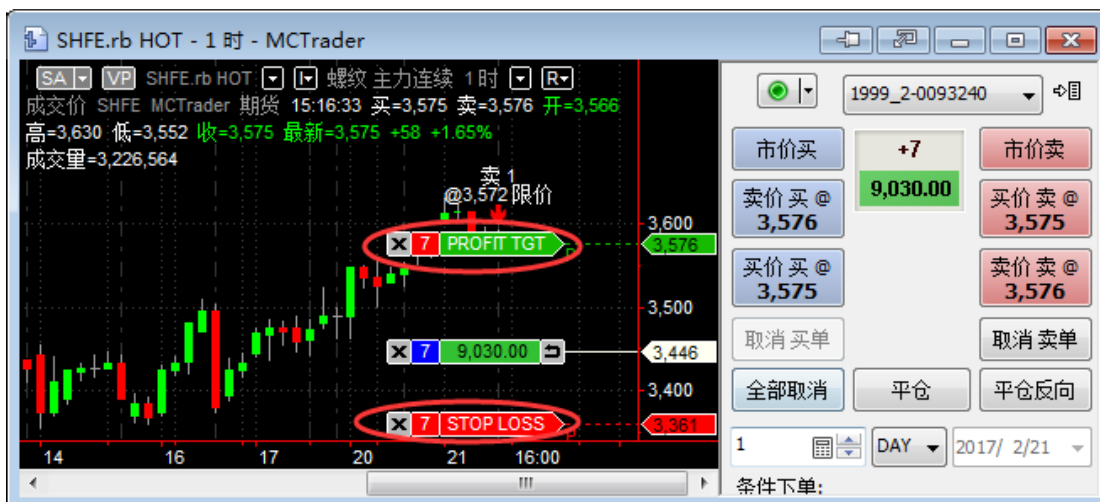 SHFE.rb HOT - 1 时 - MCTrader
SA VP SHFE.rb HOT I 螺纹 主力连续 1 时 R
成交价 SHFE MCTrader 期货 15:16:33 买=3,575 卖=3,576 开=3,566
高=3,630 低=3,552 收=3,575 最新=3,575 +58 +1.65%
成交量=3,226,564
卖 1
@3,572 限价
3,600
X 7 PROFIT TGT
3,576
3,500
X 7 9,030.00
3,446
3,400
X 7 STOP LOSS
3,361
14 16 17 20 21 16:00
1999_2-0093240
市价买
+7
市价卖
9,030.00
卖价 买 @
3,576
买价 卖 @
3,575
买价 买 @
3,575
卖价 卖 @
3,576
取消 买单
取消 卖单
全部取消
平仓
平仓反向
1
DAY
2017/ 2/21
条件下单: